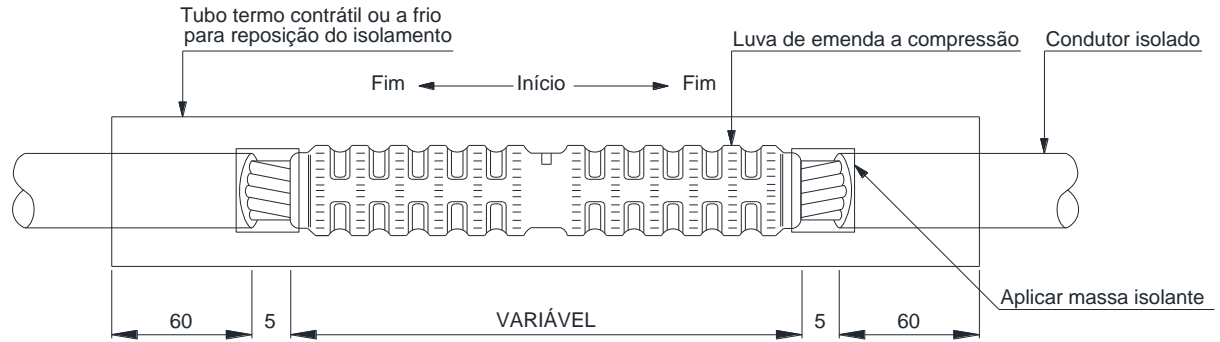 Tubo termo contrátil ou a frio
para reposição do isolamento
Luva de emenda a compressão
Condutor isolado
Fim
Início
Fim
Aplicar massa isolante
60
5
VARIÁVEL
5
60